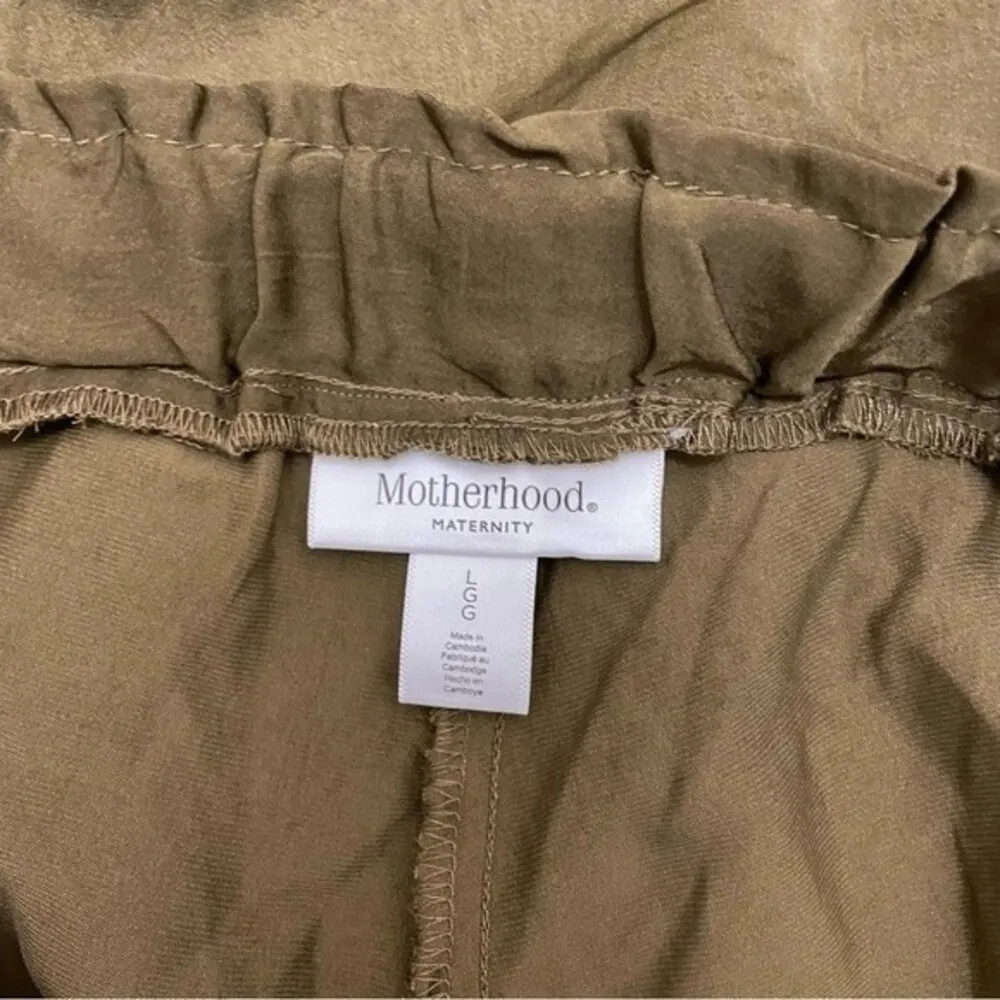 Motherhood®
MATERNITY
L
G
G
Made in
Cambodia
Fabriqué au
Cambodge
Hecho en
Camboya